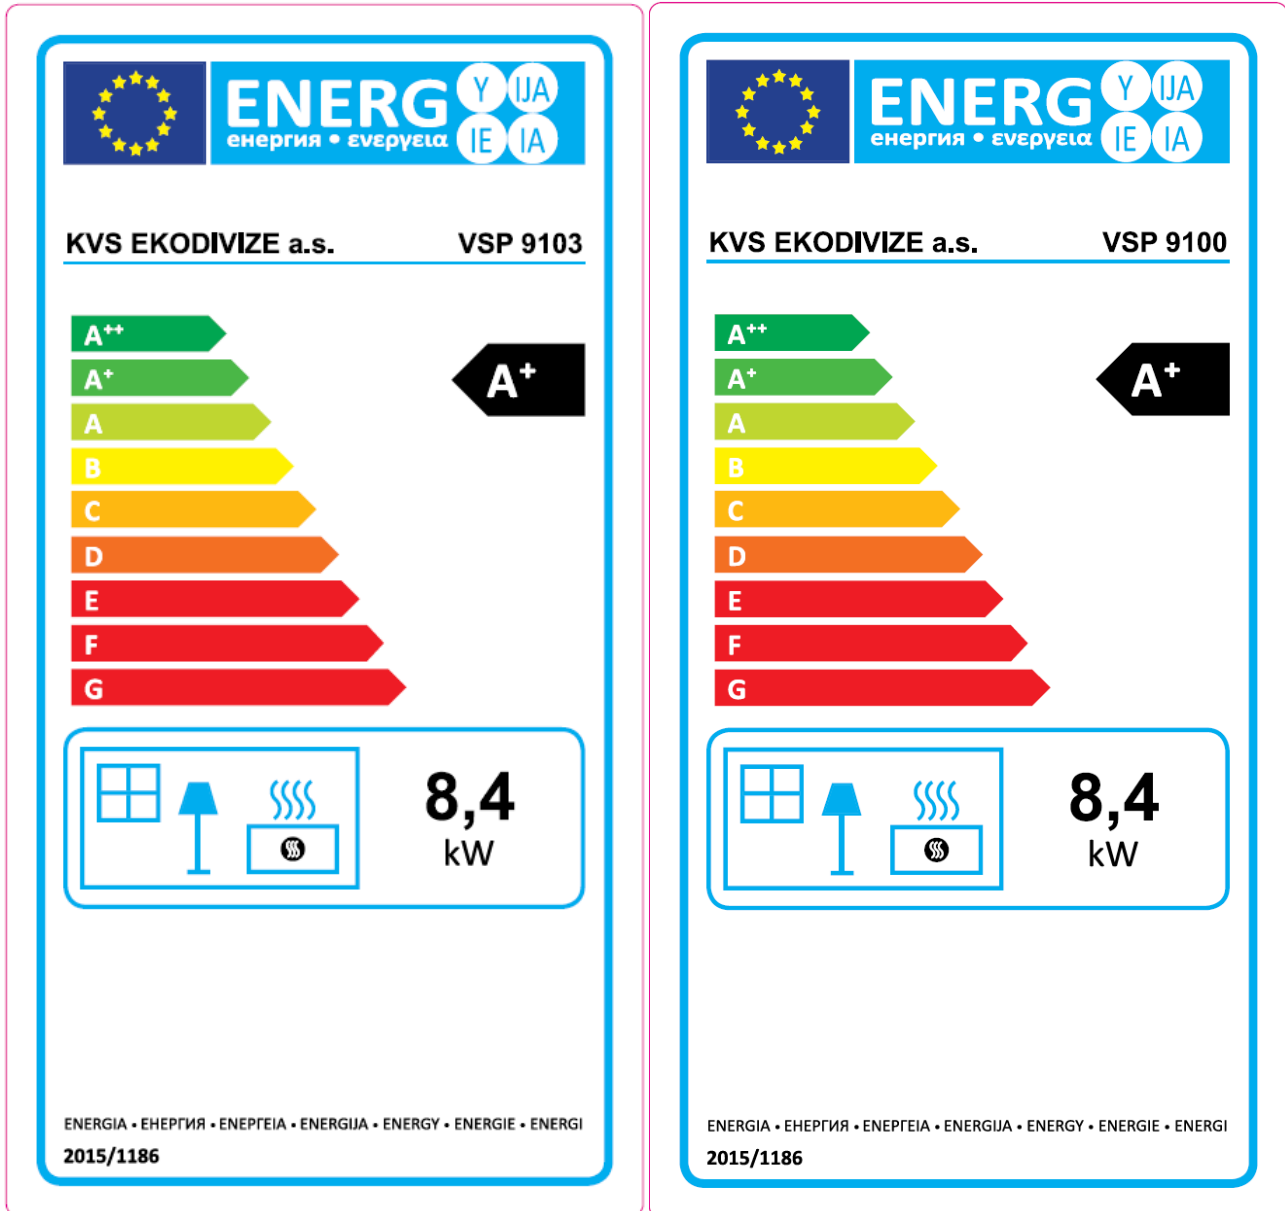 ENERG Y IJA
енергия • ενεργεια IE IA
KVS EKODIVIZE a.s. VSP 9103
A++
A+
A+
A
B
C
D
E
F
G
8,4
kW
ENERGIA • ЕНЕРГИЯ • ΕΝΕΡΓΕΙΑ • ENERGIJA • ENERGY • ENERGIE • ENERGI
2015/1186
ENERG Y IJA
енергия • ενεργεια IE IA
KVS EKODIVIZE a.s. VSP 9100
A++
A+
A+
A
B
C
D
E
F
G
8,4
kW
ENERGIA • ЕНЕРГИЯ • ΕΝΕΡΓΕΙΑ • ENERGIJA • ENERGY • ENERGIE • ENERGI
2015/1186